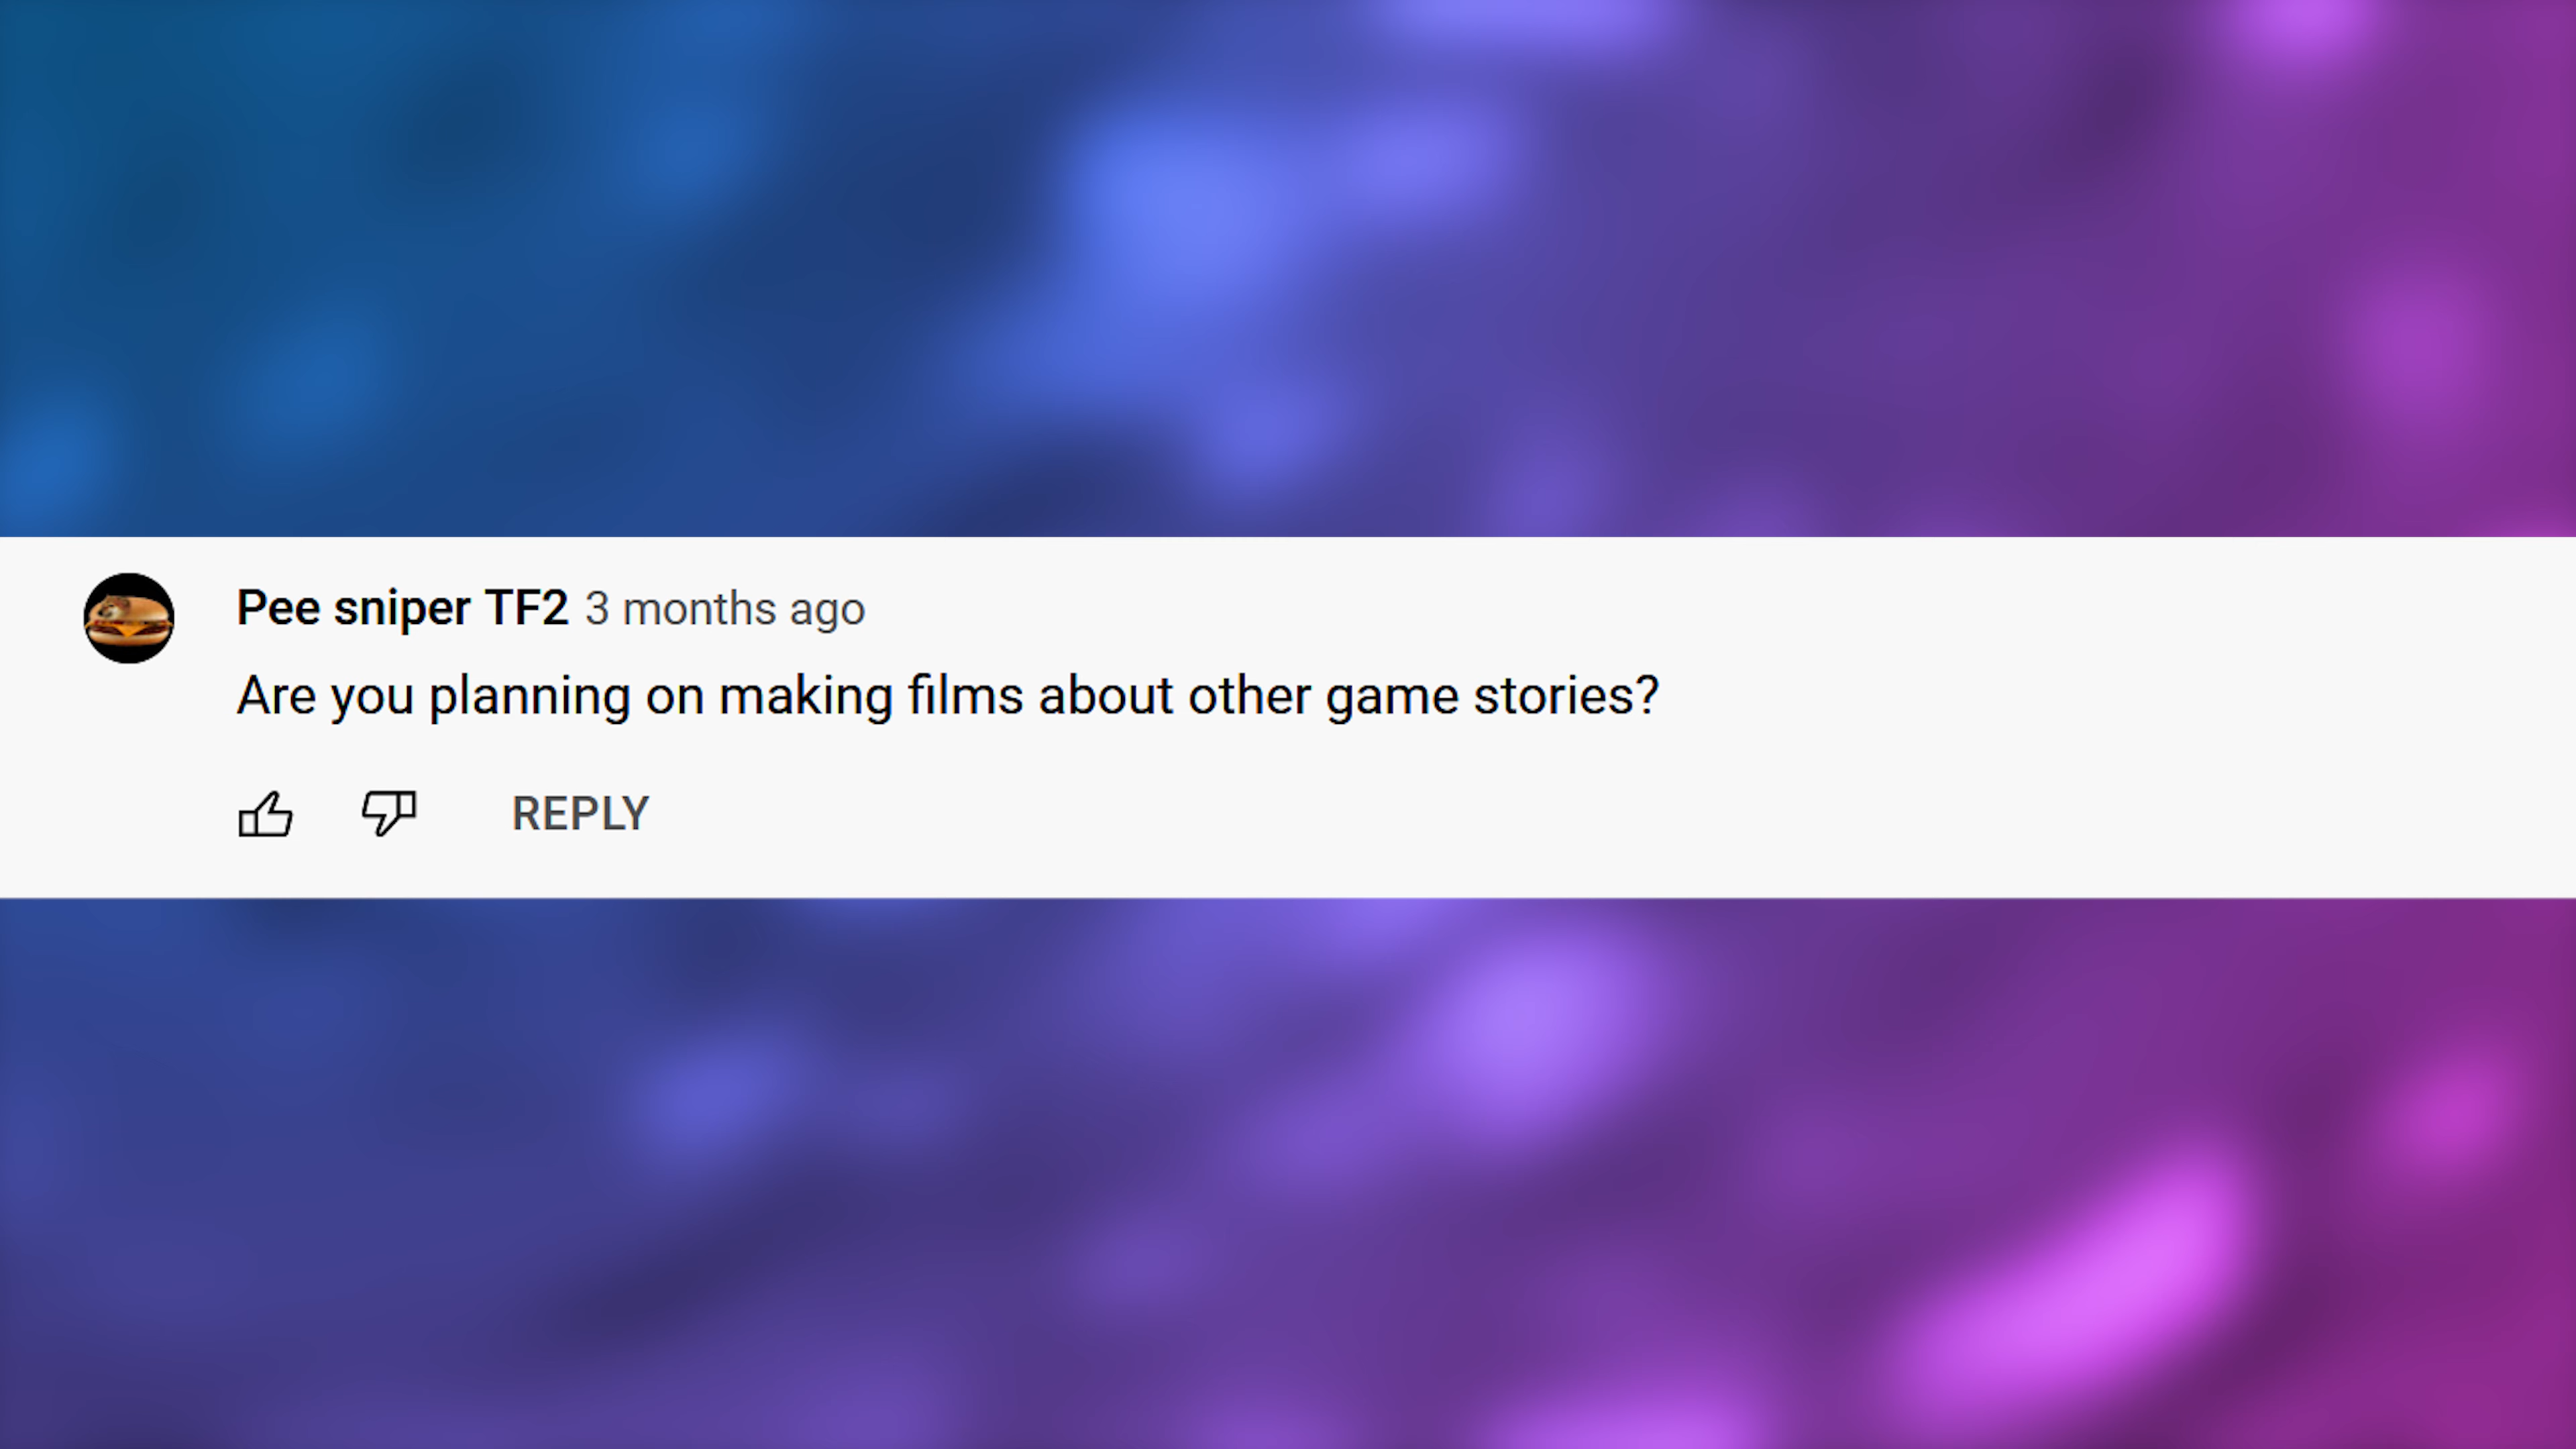 Pee sniper TF2 3 months ago
Are you planning on making films about other game stories?
REPLY